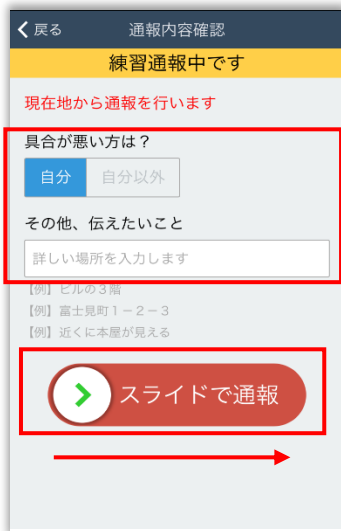 戻る 通報内容確認
練習通報中です
現在地から通報を行います
具合が悪い方は？
自分 自分以外
その他、伝えたいこと
詳しい場所を入力します
【例】ビルの３階
【例】富士見町１－２－３
【例】近くに本屋が見える
スライドで通報